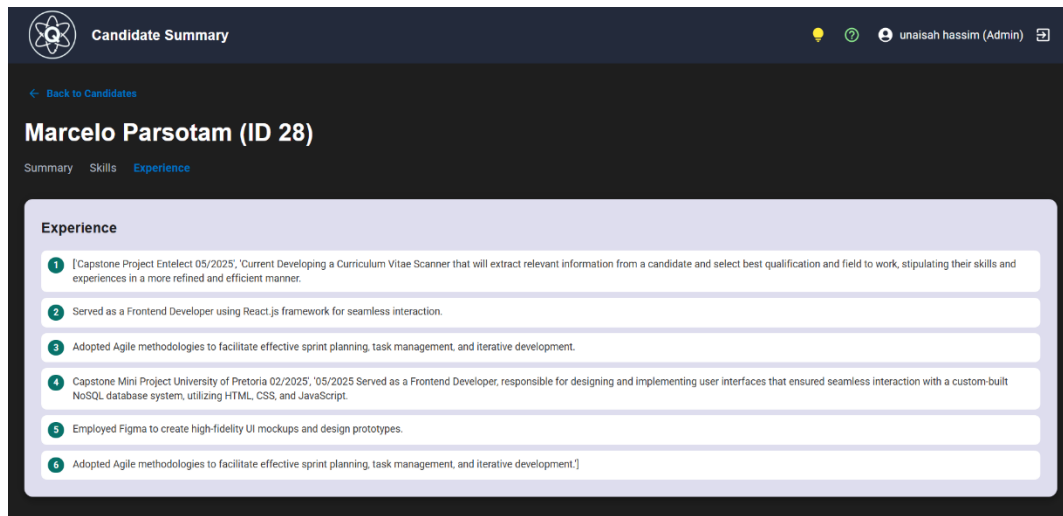 Q
Candidate Summary
unaisah hassim (Admin)
← Back to Candidates
Marcelo Parsotam (ID 28)
Summary Skills Experience
Experience
1 ['Capstone Project Entelect 05/2025', 'Current Developing a Curriculum Vitae Scanner that will extract relevant information from a candidate and select best qualification and field to work, stipulating their skills and
experiences in a more refined and efficient manner.
2 Served as a Frontend Developer using React.js framework for seamless interaction.
3 Adopted Agile methodologies to facilitate effective sprint planning, task management, and iterative development.
4 Capstone Mini Project University of Pretoria 02/2025', '05/2025 Served as a Frontend Developer, responsible for designing and implementing user interfaces that ensured seamless interaction with a custom-built
NoSQL database system, utilizing HTML, CSS, and JavaScript.
5 Employed Figma to create high-fidelity UI mockups and design prototypes.
6 Adopted Agile methodologies to facilitate effective sprint planning, task management, and iterative development.']